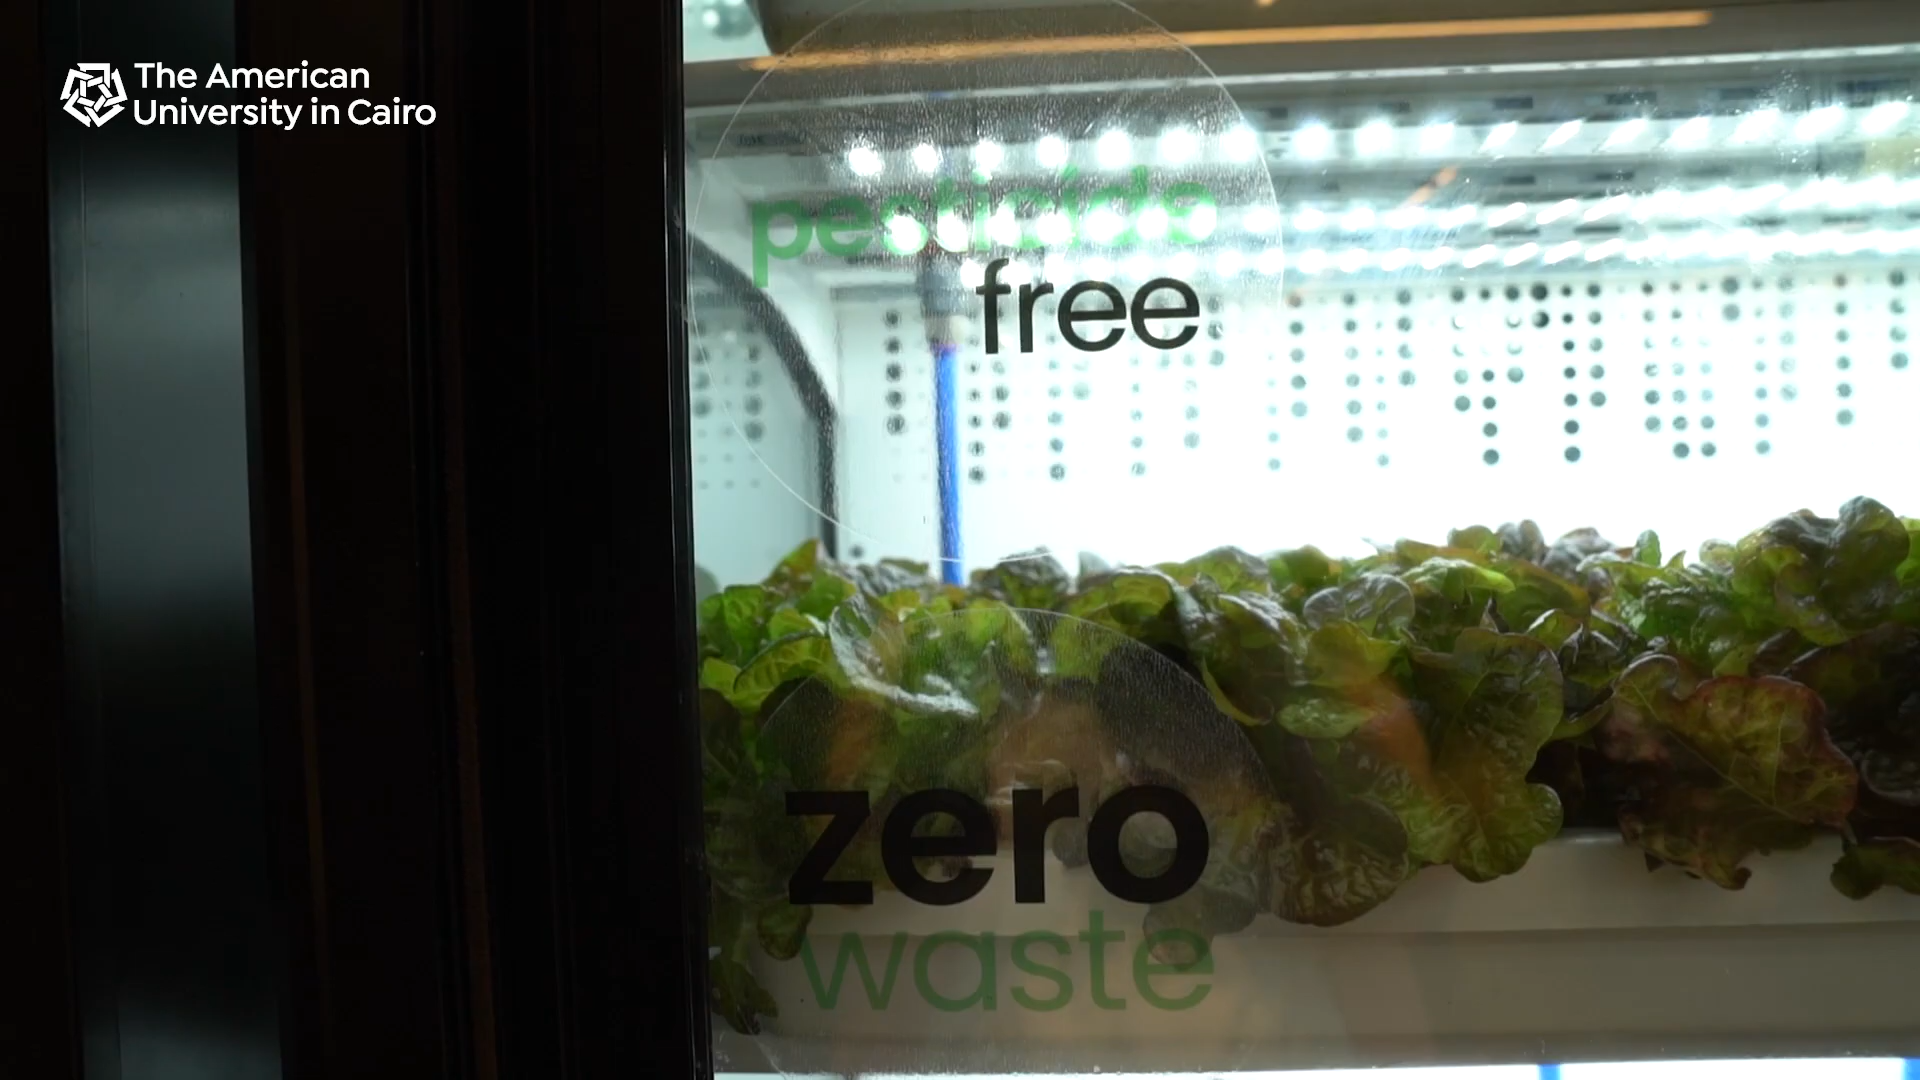 The American
University in Cairo
pesticide
free
zero
waste